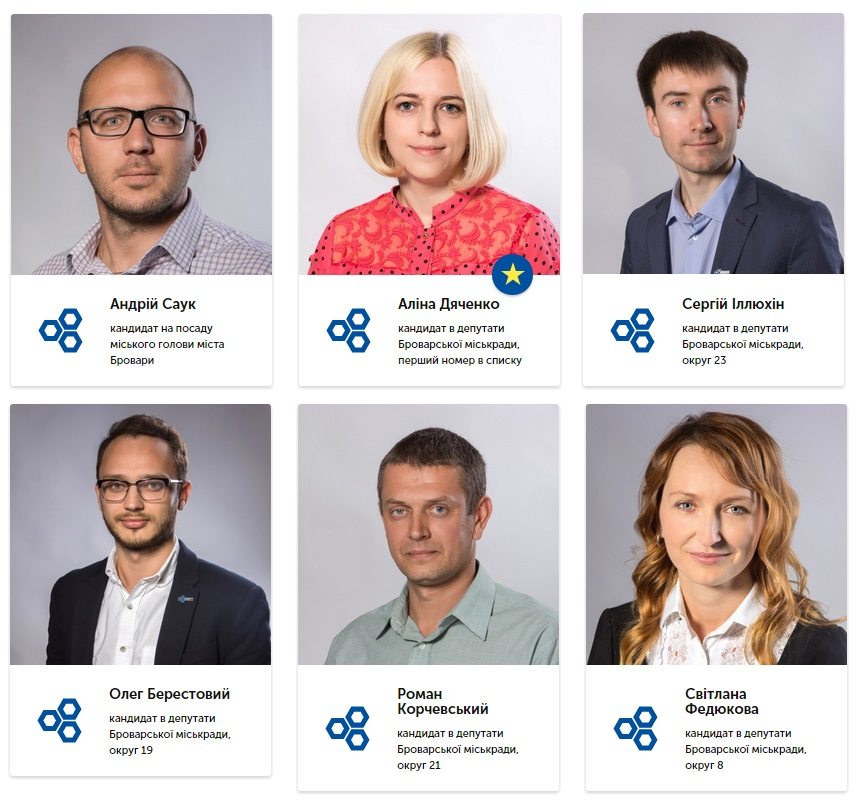 Андрій Саук
кандидат на посаду
міського голови міста
Бровари
Аліна Дяченко
кандидат в депутати
Броварської міськради,
перший номер в списку
Сергій Іллюхін
кандидат в депутати
Броварської міськради,
округ 23
Олег Берестовий
кандидат в депутати
Броварської міськради,
округ 19
Роман
Корчевський
кандидат в депутати
Броварської міськради,
округ 21
Світлана
Федюкова
кандидат в депутати
Броварської міськради,
округ 8